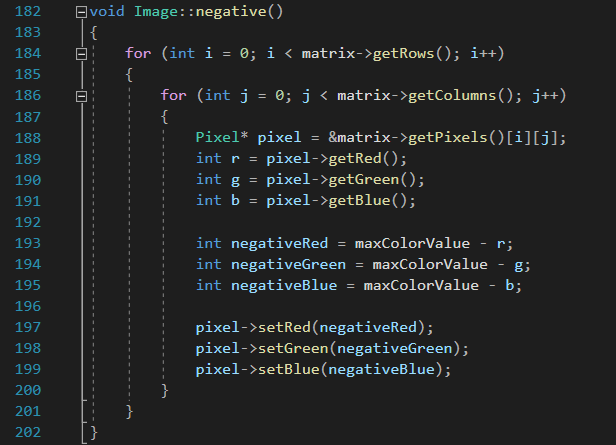 182 void Image::negative()
183 {
184     for (int i = 0; i < matrix->getRows(); i++)
185     {
186         for (int j = 0; j < matrix->getColumns(); j++)
187         {
188             Pixel* pixel = &matrix->getPixels()[i][j];
189             int r = pixel->getRed();
190             int g = pixel->getGreen();
191             int b = pixel->getBlue();
192
193             int negativeRed = maxColorValue - r;
194             int negativeGreen = maxColorValue - g;
195             int negativeBlue = maxColorValue - b;
196
197             pixel->setRed(negativeRed);
198             pixel->setGreen(negativeGreen);
199             pixel->setBlue(negativeBlue);
200         }
201     }
202 }